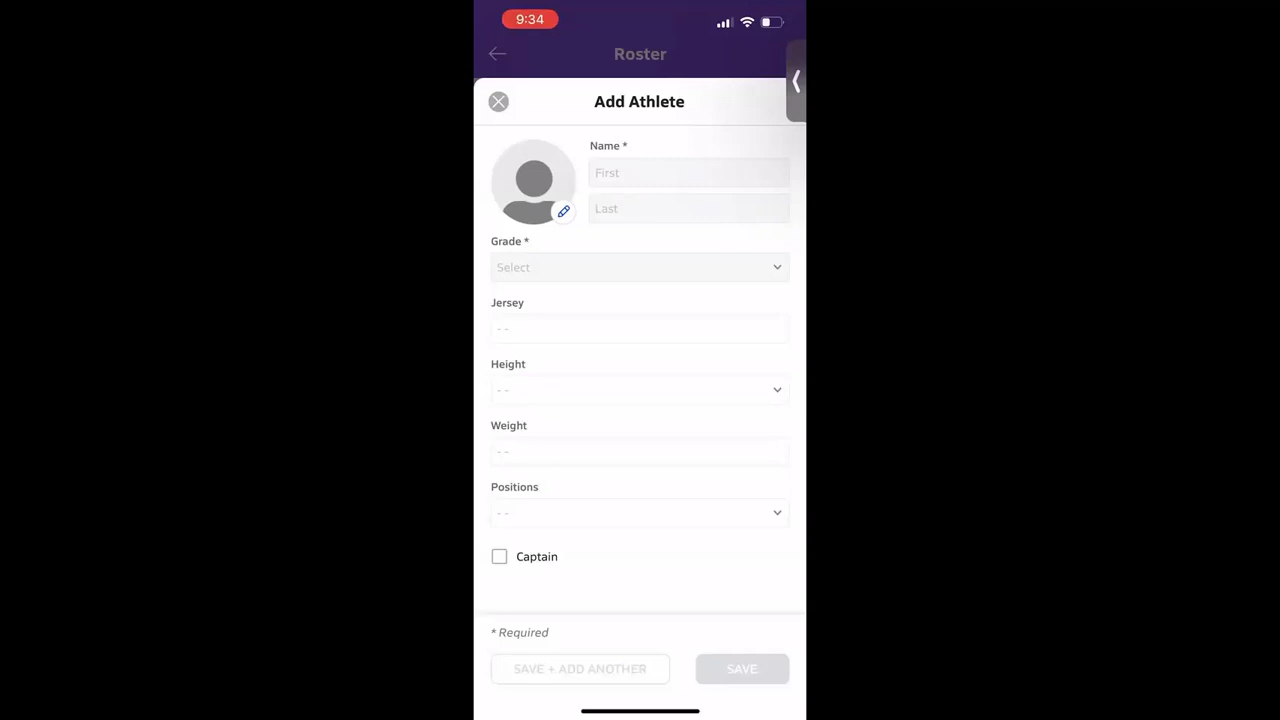 9:34
Roster
Add Athlete
Name *
First
Last
Grade *
Select
Jersey
- -
Height
- -
Weight
- -
Positions
- -
Captain
* Required
SAVE + ADD ANOTHER
SAVE